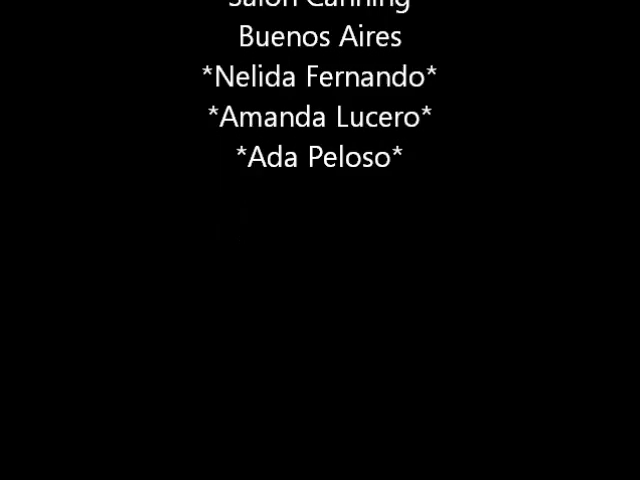 Salon Canning
Buenos Aires
*Nelida Fernando*
*Amanda Lucero*
*Ada Peloso*